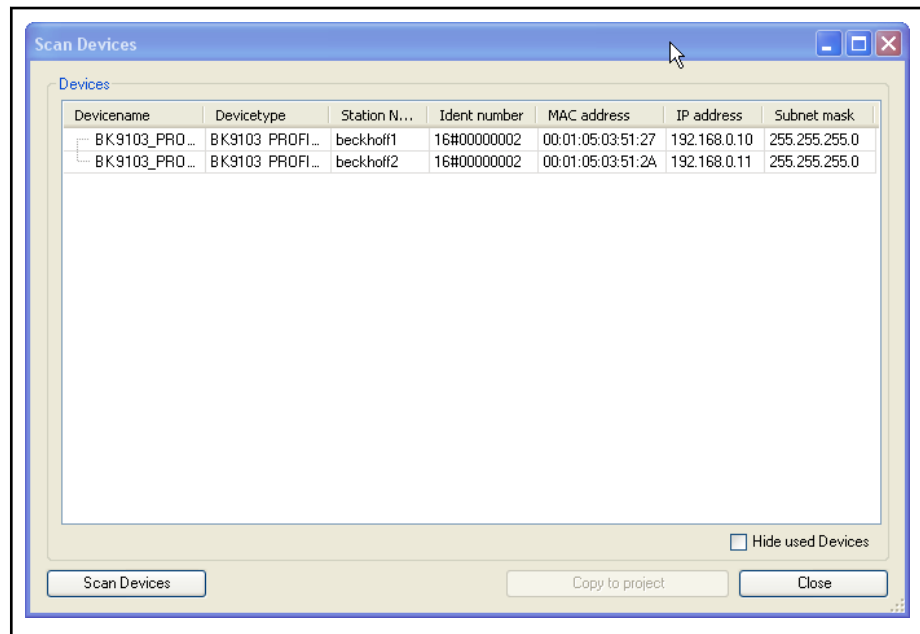 Scan Devices
Devices
Devicename Devicetype Station N... Ident number MAC address IP address Subnet mask
BK9103_PRO... BK9103 PROFI... beckhoff1 16#00000002 00:01:05:03:51:27 192.168.0.10 255.255.255.0
BK9103_PRO... BK9103 PROFI... beckhoff2 16#00000002 00:01:05:03:51:2A 192.168.0.11 255.255.255.0
Hide used Devices
Scan Devices Copy to project Close